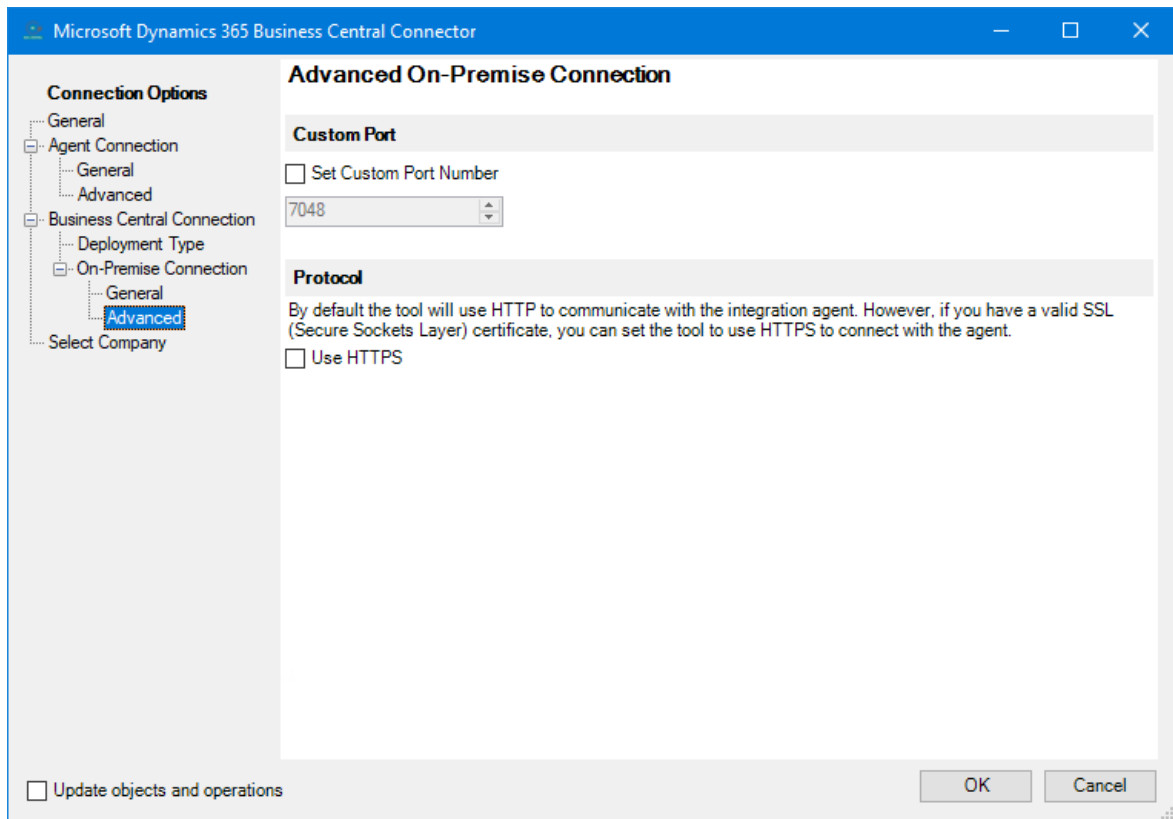 Microsoft Dynamics 365 Business Central Connector
Connection Options
General
Agent Connection
General
Advanced
Business Central Connection
Deployment Type
On-Premise Connection
General
Advanced
Select Company
Advanced On-Premise Connection
Custom Port
Set Custom Port Number
7048
Protocol
By default the tool will use HTTP to communicate with the integration agent. However, if you have a valid SSL
(Secure Sockets Layer) certificate, you can set the tool to use HTTPS to connect with the agent.
Use HTTPS
Update objects and operations
OK
Cancel